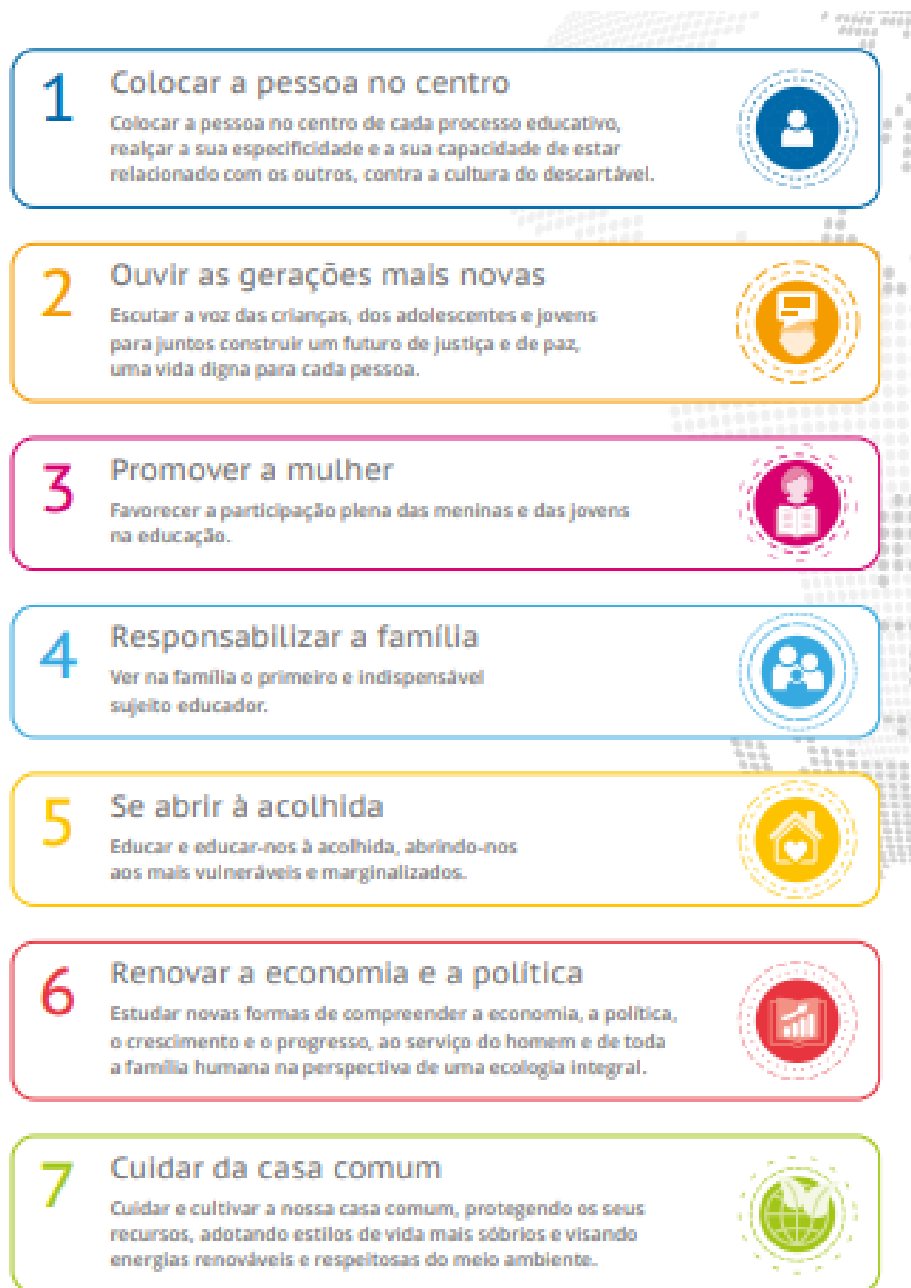 1
Colocar a pessoa no centro
Colocar a pessoa no centro de cada processo educativo,
realçar a sua especificidade e a sua capacidade de estar
relacionado com os outros, contra a cultura do descartável.
2
Ouvir as gerações mais novas
Escutar a voz das crianças, dos adolescentes e jovens
para juntos construir um futuro de justiça e de paz,
uma vida digna para cada pessoa.
3
Promover a mulher
Favorecer a participação plena das meninas e das jovens
na educação.
4
Responsabilizar a família
Ver na família o primeiro e indispensável
sujeito educador.
5
Se abrir à acolhida
Educar e educar-nos à acolhida, abrindo-nos
aos mais vulneráveis e marginalizados.
6
Renovar a economia e a política
Estudar novas formas de compreender a economia, a política,
o crescimento e o progresso, ao serviço do homem e de toda
a família humana na perspectiva de uma ecologia integral.
7
Cuidar da casa comum
Cuidar e cultivar a nossa casa comum, protegendo os seus
recursos, adotando estilos de vida mais sóbrios e visando
energias renováveis e respeitosas do meio ambiente.